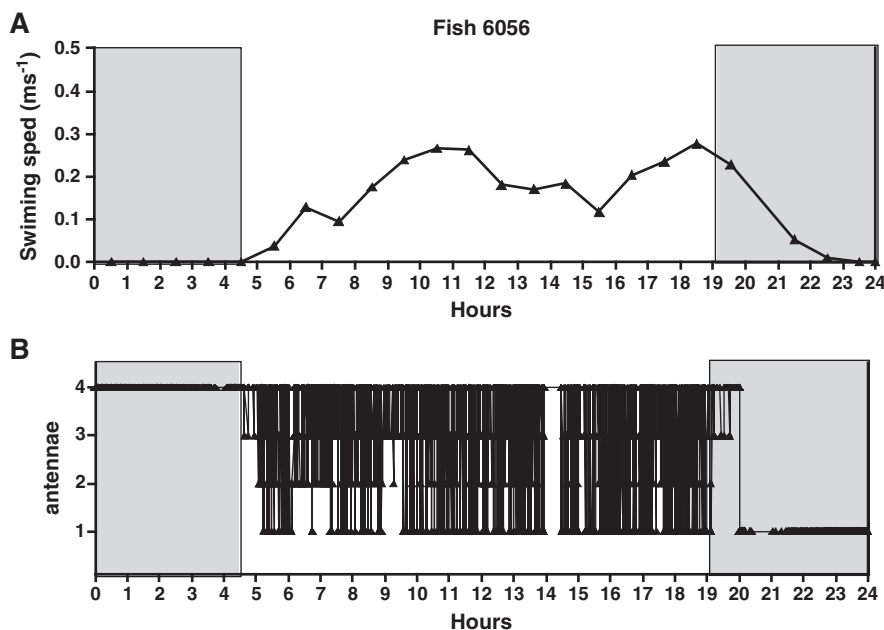 A
Fish 6056
Swiming sped (ms-1)
0.5
0.4
0.3
0.2
0.1
0.0
0 1 2 3 4 5 6 7 8 9 10 11 12 13 14 15 16 17 18 19 20 21 22 23 24
Hours
B
antennae
4
3
2
1
0 1 2 3 4 5 6 7 8 9 10 11 12 13 14 15 16 17 18 19 20 21 22 23 24
Hours